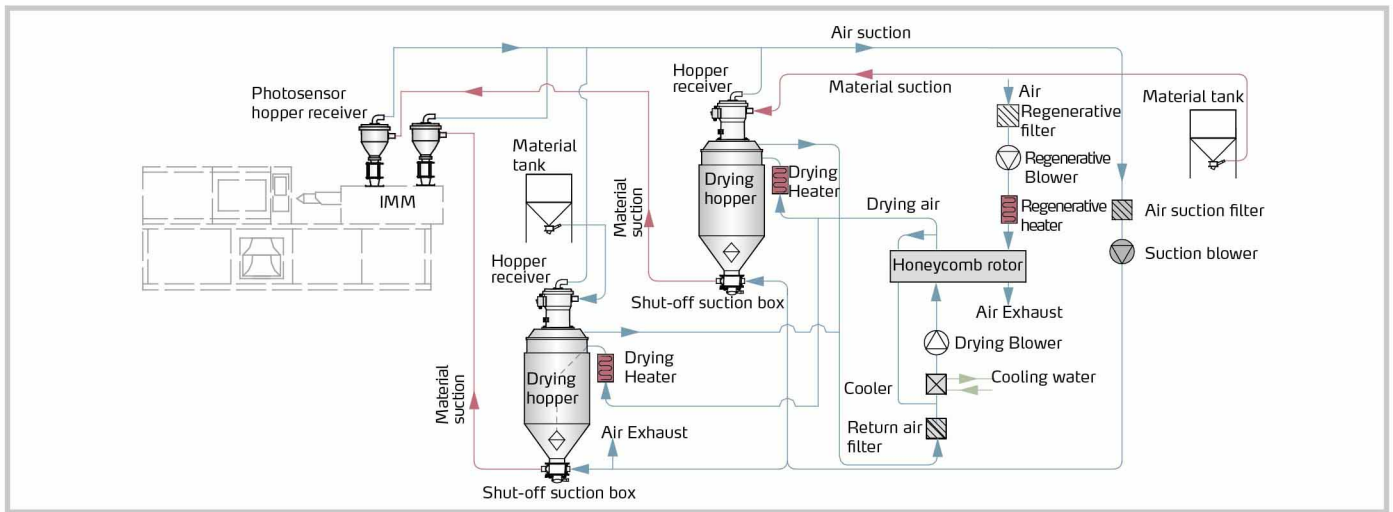 Air suction
Hopper
receiver
Material suction
Air
Regenerative
filter
Material tank
Photosensor
hopper receiver
Material
tank
Regenerative
Blower
Drying
Heater
Drying
hopper
IMM
Material
suction
Drying air
Regenerative
heater
Air suction filter
Suction blower
Honeycomb rotor
Hopper
receiver
Shut-off suction box
Air Exhaust
Drying Blower
Drying
Heater
Drying
hopper
Cooler
Cooling water
Material
suction
Return air
filter
Air Exhaust
Shut-off suction box